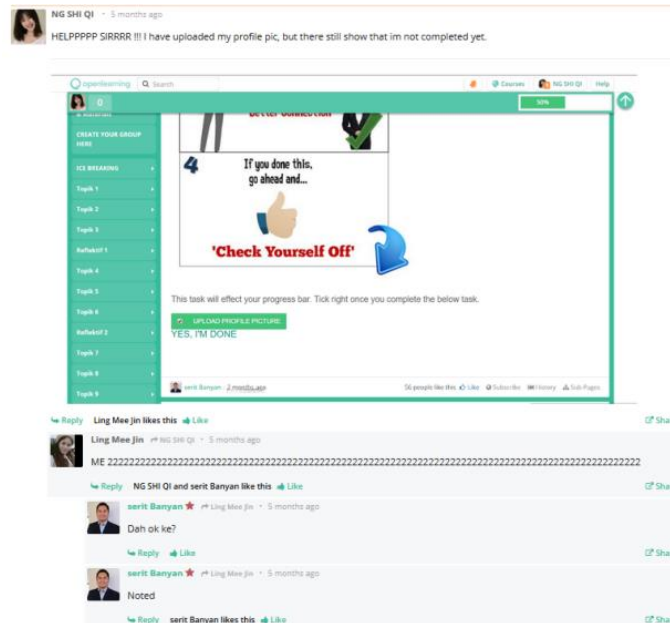 NG SHI QI • 5 months ago
HELPPPPP SIRRRR !!! I have uploaded my profile pic, but there still show that im not completed yet.
openlearning Search Courses NG SHI QI Help
0 50%
Better Connection
CREATE YOUR GROUP
HERE
ICE BREAKING
Topik 1
Topik 2
Topik 3
Reflektif 1
Topik 4
Topik 5
Topik 6
Reflektif 2
Topik 7
Topik 8
Topik 9
4 If you done this,
go ahead and...
'Check Yourself Off'
This task will effect your progress bar. Tick right once you complete the below task.
UPLOAD PROFILE PICTURE
YES, I'M DONE
serit Banyan 2 months ago 56 people like this Like Subscribe History Sub-Pages
Reply Ling Mee Jin likes this Like Sha
Ling Mee Jin NG SHI QI • 5 months ago
Reply NG SHI QI and serit Banyan like this Like Sha
serit Banyan Ling Mee Jin • 5 months ago
Dah ok ke?
Reply Like Sha
serit Banyan Ling Mee Jin • 5 months ago
Noted
Reply serit Banyan likes this Like Sha